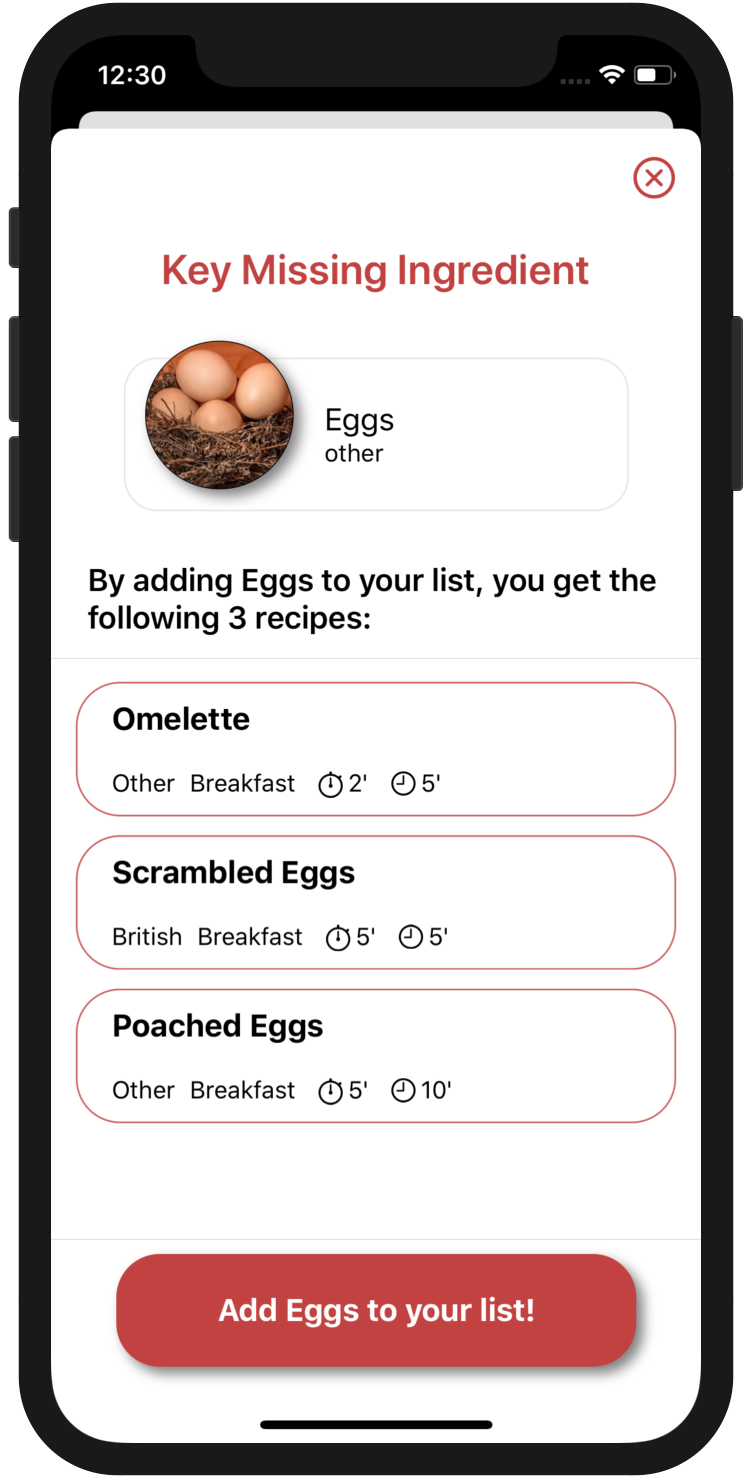 12:30
Key Missing Ingredient
Eggs
other
By adding Eggs to your list, you get the
following 3 recipes:
Omelette
Other Breakfast 2' 5'
Scrambled Eggs
British Breakfast 5' 5'
Poached Eggs
Other Breakfast 5' 10'
Add Eggs to your list!